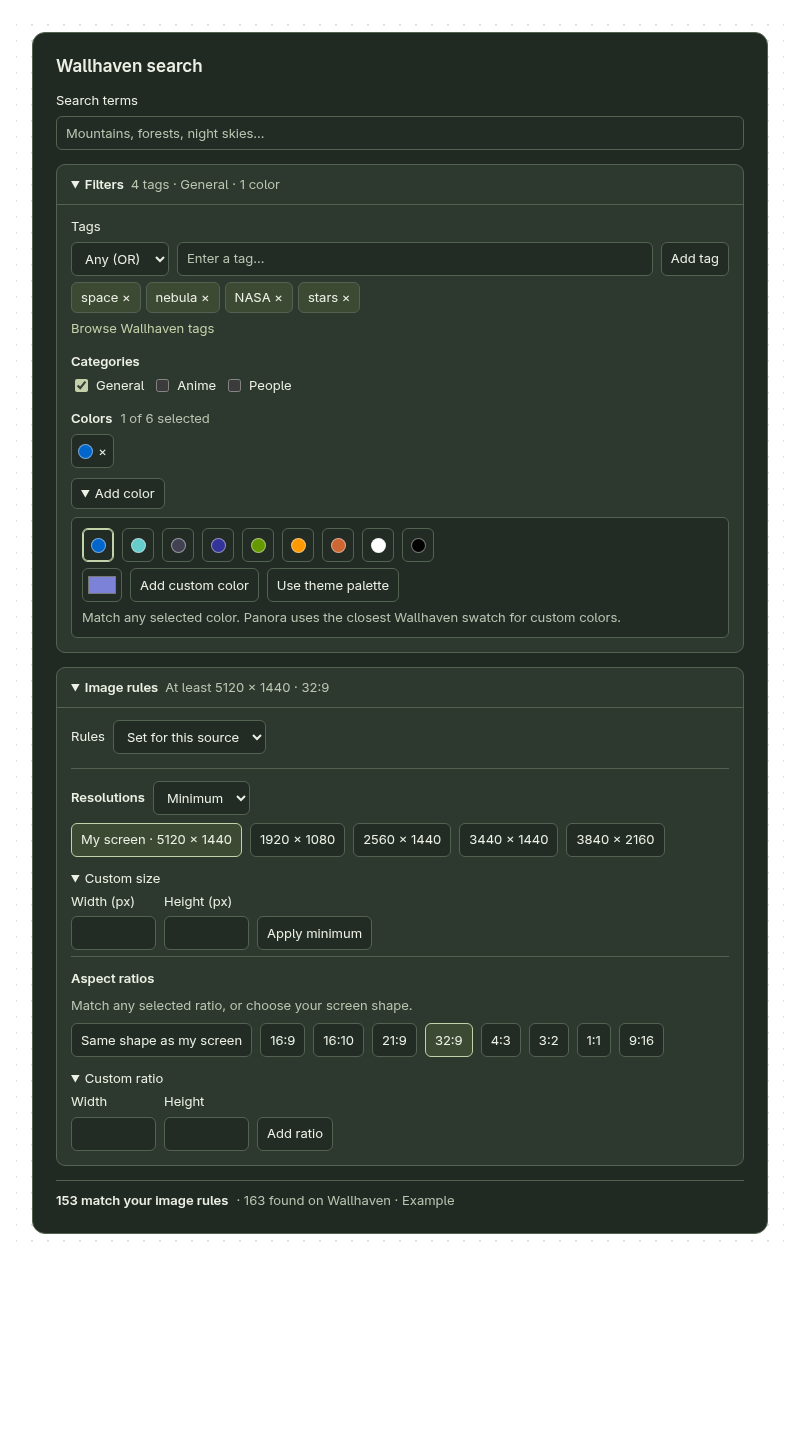 Wallhaven search
Search terms
Mountains, forests, night skies...
▼ Filters 4 tags · General · 1 color
Tags
Any (OR) Enter a tag... Add tag
space × nebula × NASA × stars ×
Browse Wallhaven tags
Categories
General Anime People
Colors 1 of 6 selected
×
▼ Add color
Add custom color Use theme palette
Match any selected color. Panora uses the closest Wallhaven swatch for custom colors.
▼ Image rules At least 5120 × 1440 · 32:9
Rules Set for this source
Resolutions Minimum
My screen · 5120 × 1440 1920 × 1080 2560 × 1440 3440 × 1440 3840 × 2160
▼ Custom size
Width (px) Height (px)
Apply minimum
Aspect ratios
Match any selected ratio, or choose your screen shape.
Same shape as my screen 16:9 16:10 21:9 32:9 4:3 3:2 1:1 9:16
▼ Custom ratio
Width Height
Add ratio
153 match your image rules · 163 found on Wallhaven · Example